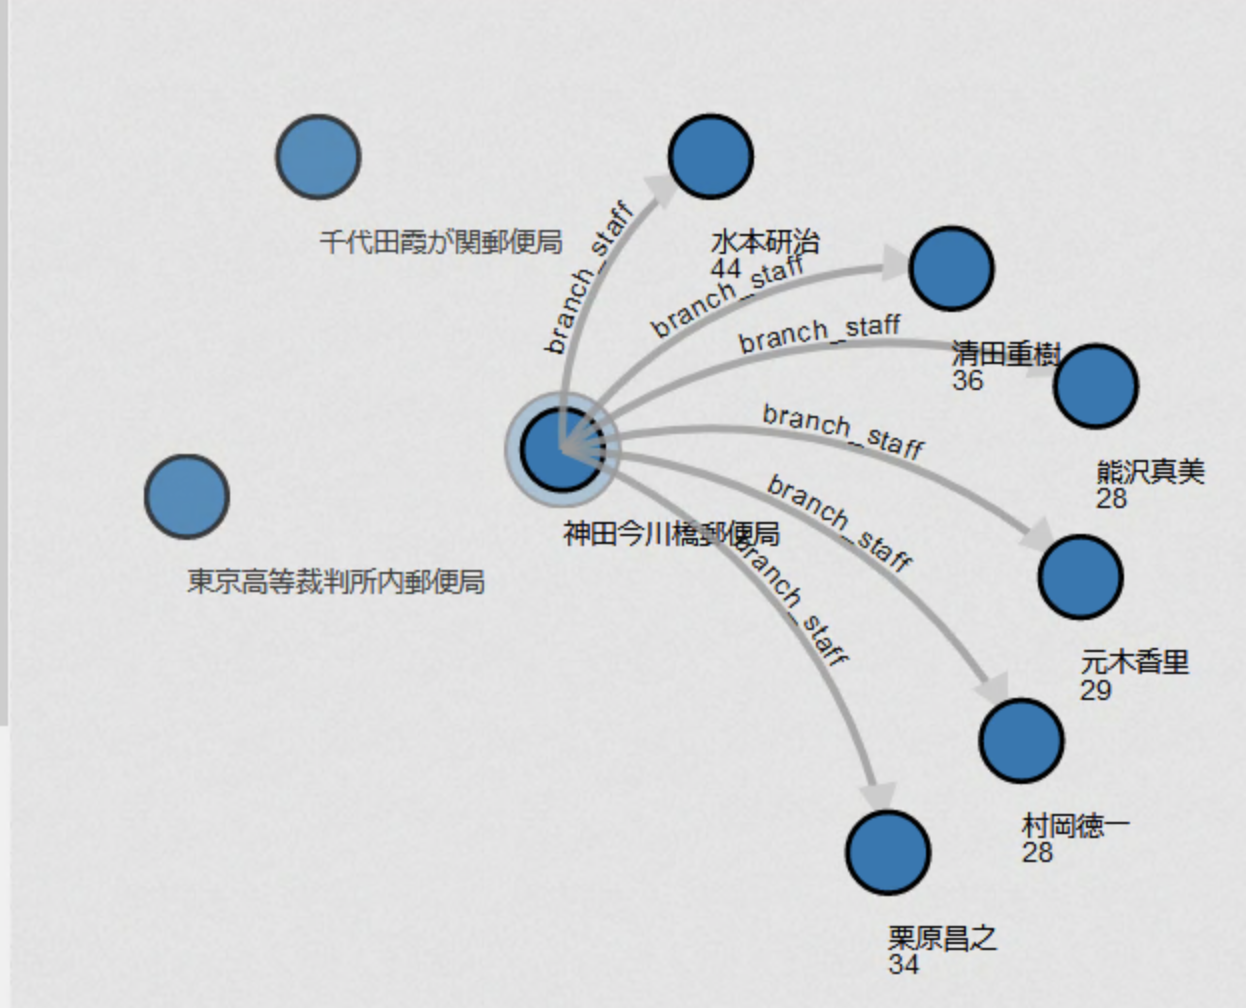 千代田霞が関郵便局
水本研治
44
branch_staff
branch_staff
branch_staff
清田重樹
36
branch_staff
熊沢真美
28
branch_staff
神田今川橋郵便局
branch_staff
東京高等裁判所内郵便局
元木香里
29
村岡徳一
28
栗原昌之
34